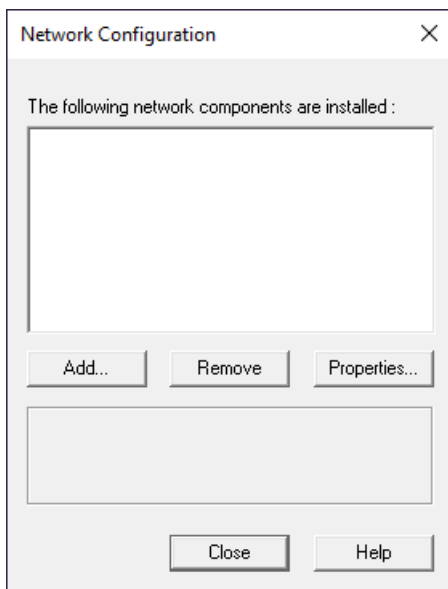 Network Configuration
The following network components are installed :
Add...
Remove
Properties...
Close
Help